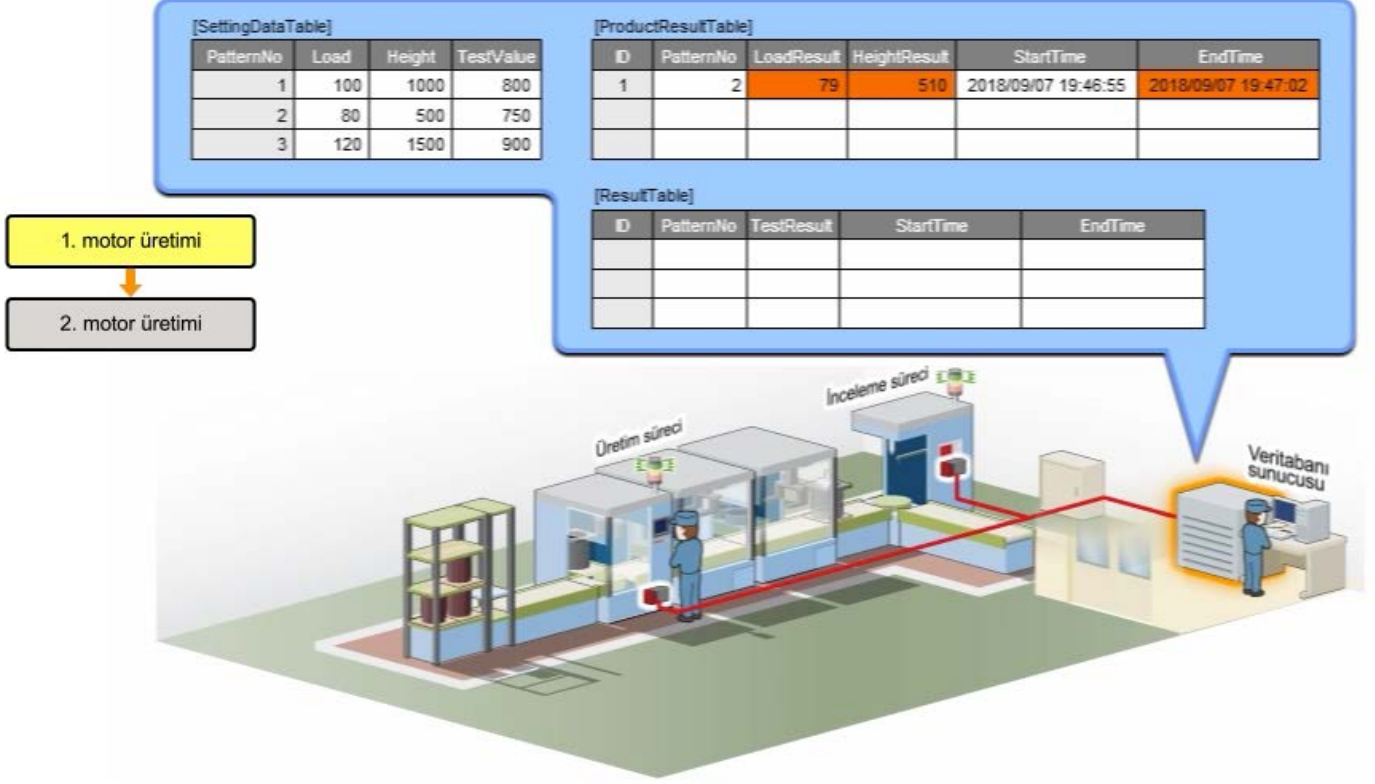 [SettingDataTable]
PatternNo Load Height TestValue
1 100 1000 800
2 80 500 750
3 120 1500 900
[ProductResultTable]
ID PatternNo LoadResult HeightResult StartTime EndTime
1 2 79 510 2018/09/07 19:46:55 2018/09/07 19:47:02
[ResultTable]
ID PatternNo TestResult StartTime EndTime
1. motor üretimi
2. motor üretimi
İnceleme süreci
Üretim süreci
Veritabanı
sunucusu